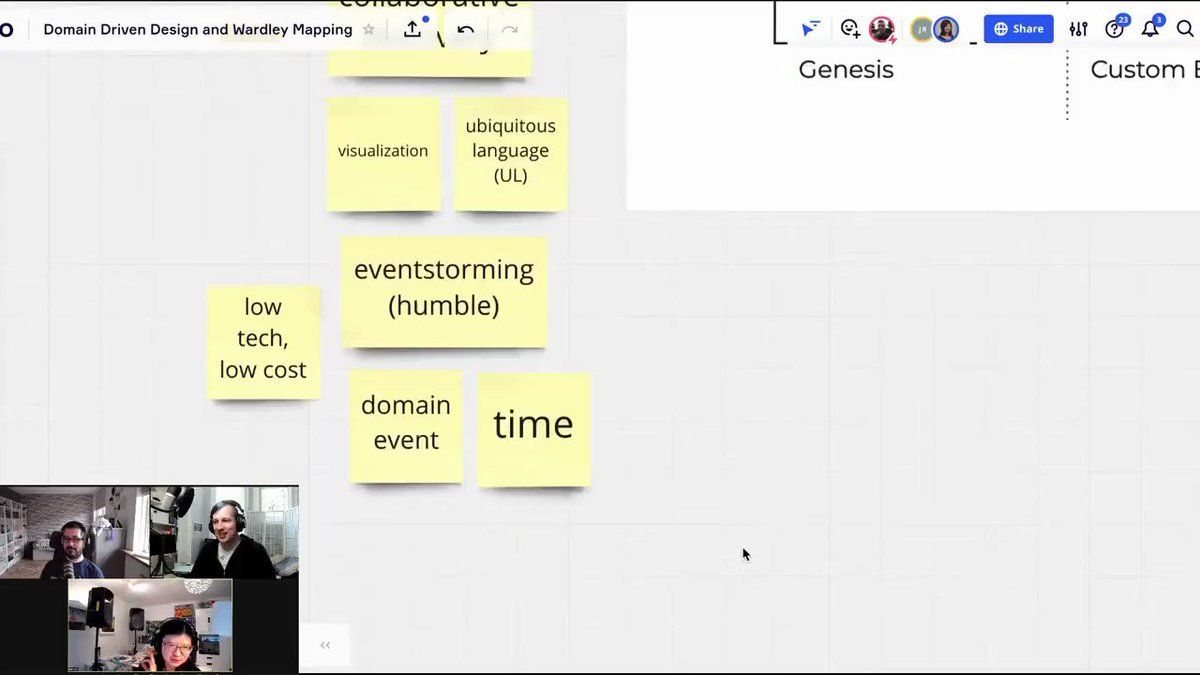 collaborative
Domain Driven Design and Wardley Mapping
JR
Share
23
3
Genesis
Custom
visualization
ubiquitous
language
(UL)
eventstorming
(humble)
low
tech,
low cost
domain
event
time